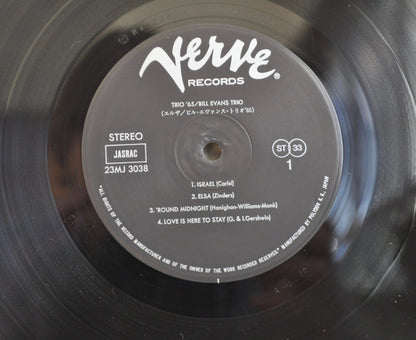 Verve
RECORDS ®
TRIO '65/BILL EVANS TRIO
(エルザ/ビル・エヴァンス・トリオ'65)
STEREO
JASRAC
23MJ 3038
ST 33
1
1. ISRAEL (Carisi)
2. ELSA (Zinders)
3. 'ROUND MIDNIGHT (Hanighan-Williams-Monk)
4. LOVE IS HERE TO STAY (G. & I.Gershwin)
"ALL RIGHTS OF THE RECORD MANUFACTURER AND OF THE OWNER OF THE WORK RECORDED RESERVED" MANUFACTURED BY POLYDOR K.K., JAPAN